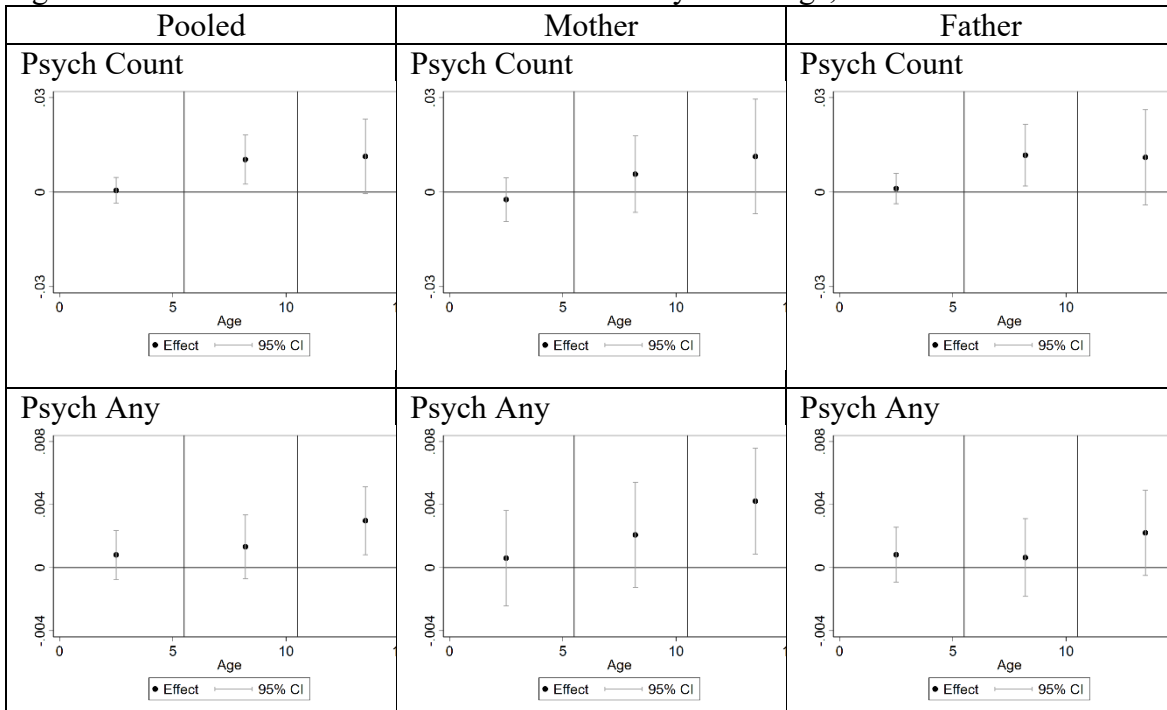 Pooled Mother Father
Psych Count Psych Count Psych Count
.03 .03 .03
0 0 0
-.03 -.03 -.03
0 5 10 0 5 10 0 5 10
Age Age Age
Effect 95% CI Effect 95% CI Effect 95% CI
Psych Any Psych Any Psych Any
.008 .008 .008
.004 .004 .004
0 0 0
-.004 -.004 -.004
0 5 10 0 5 10 0 5 10
Age Age Age
Effect 95% CI Effect 95% CI Effect 95% CI